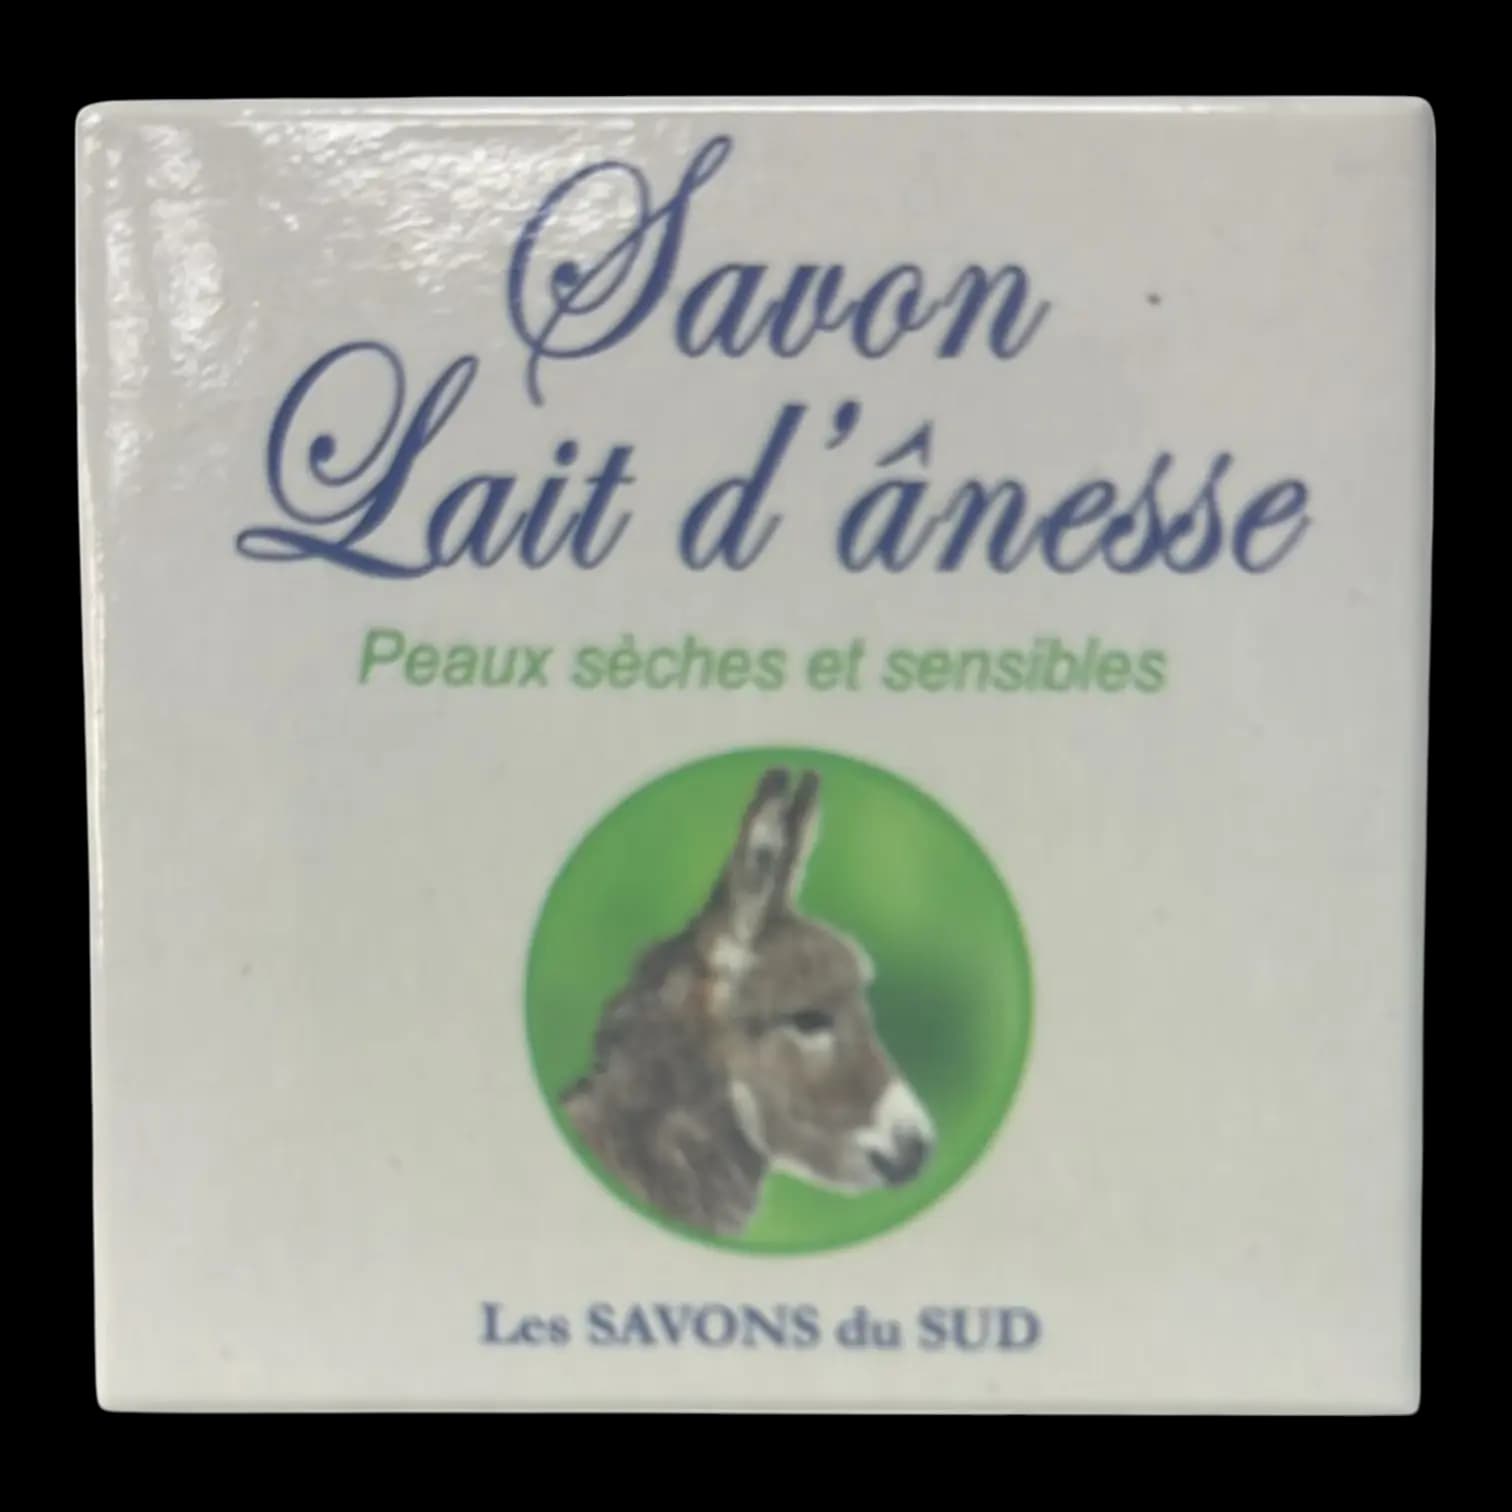 Savon
Lait d'ânesse
Peaux sèches et sensibles
Les SAVONS du SUD